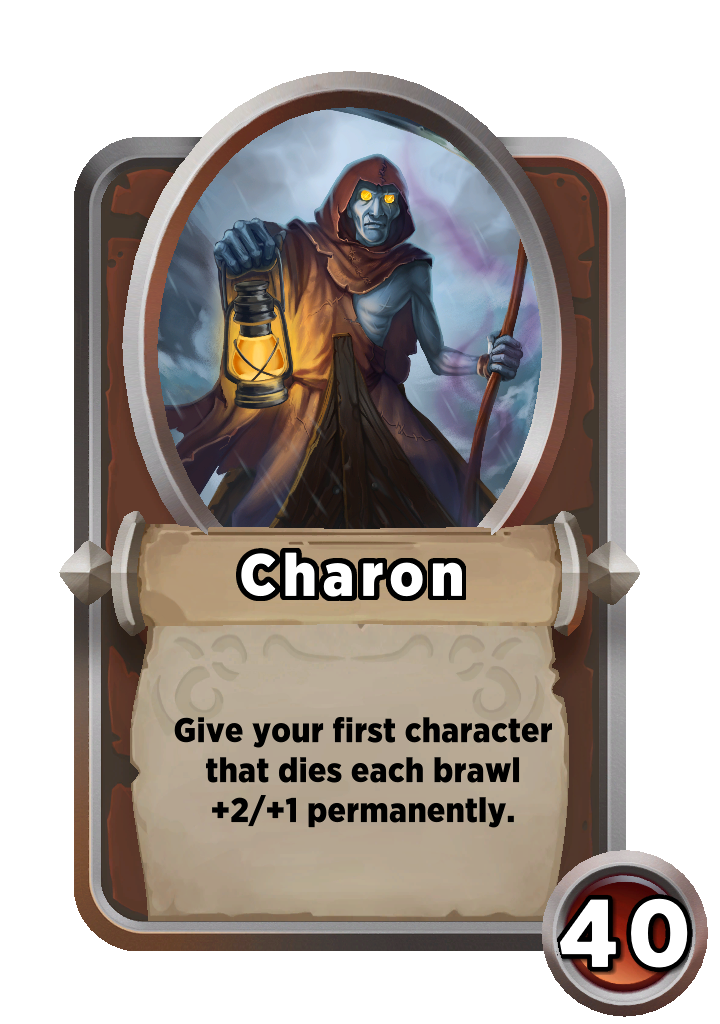 Charon
Give your first character
that dies each brawl
+2/+1 permanently.
40